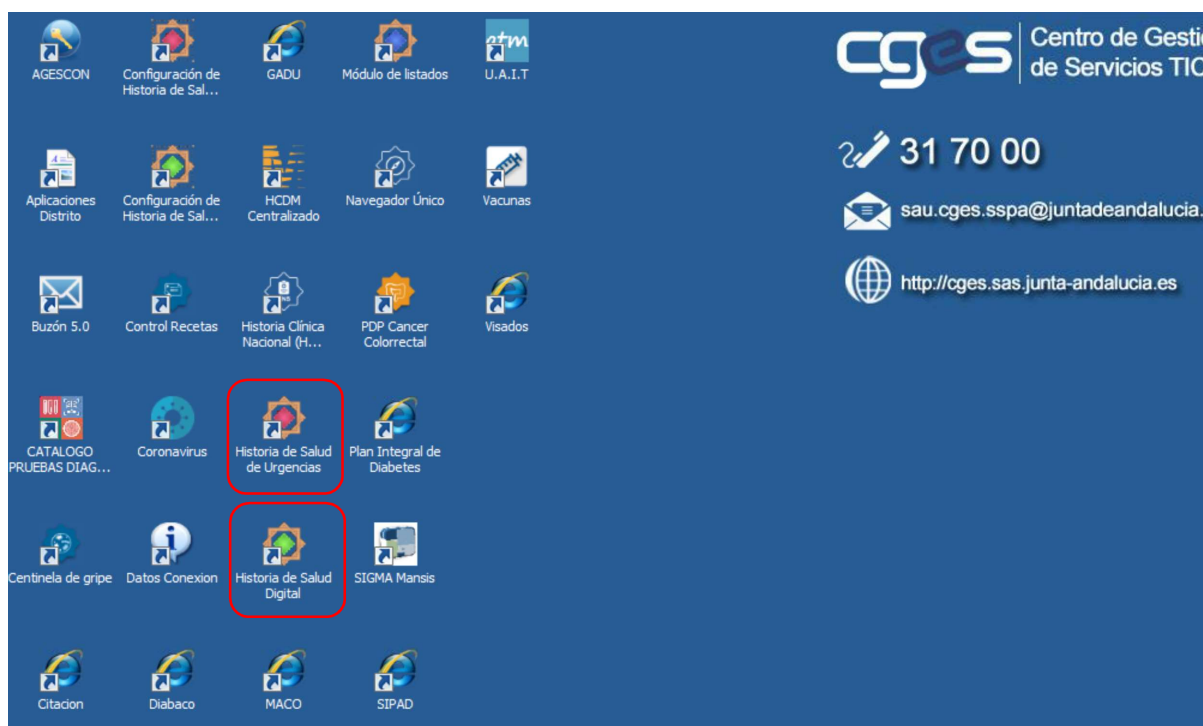 AGESCON
Configuración de
Historia de Sal...
GADU
Módulo de listados
atm
U.A.I.T
Aplicaciones
Distrito
Configuración de
Historia de Sal...
HCDM
Centralizado
Navegador Único
Vacunas
Buzón 5.0
Control Recetas
Historia Clínica
Nacional (H...
PDP Cancer
Colorrectal
Visados
CATALOGO
PRUEBAS DIAG...
Coronavirus
Historia de Salud
de Urgencias
Plan Integral de
Diabetes
Centinela de gripe
Datos Conexion
Historia de Salud
Digital
SIGMA Mansis
Citacion
Diabaco
MACO
SIPAD
cges
Centro de Gesti
de Servicios TIC
31 70 00
sau.cges.sspa@juntadeandalucia.
http://cges.sas.junta-andalucia.es